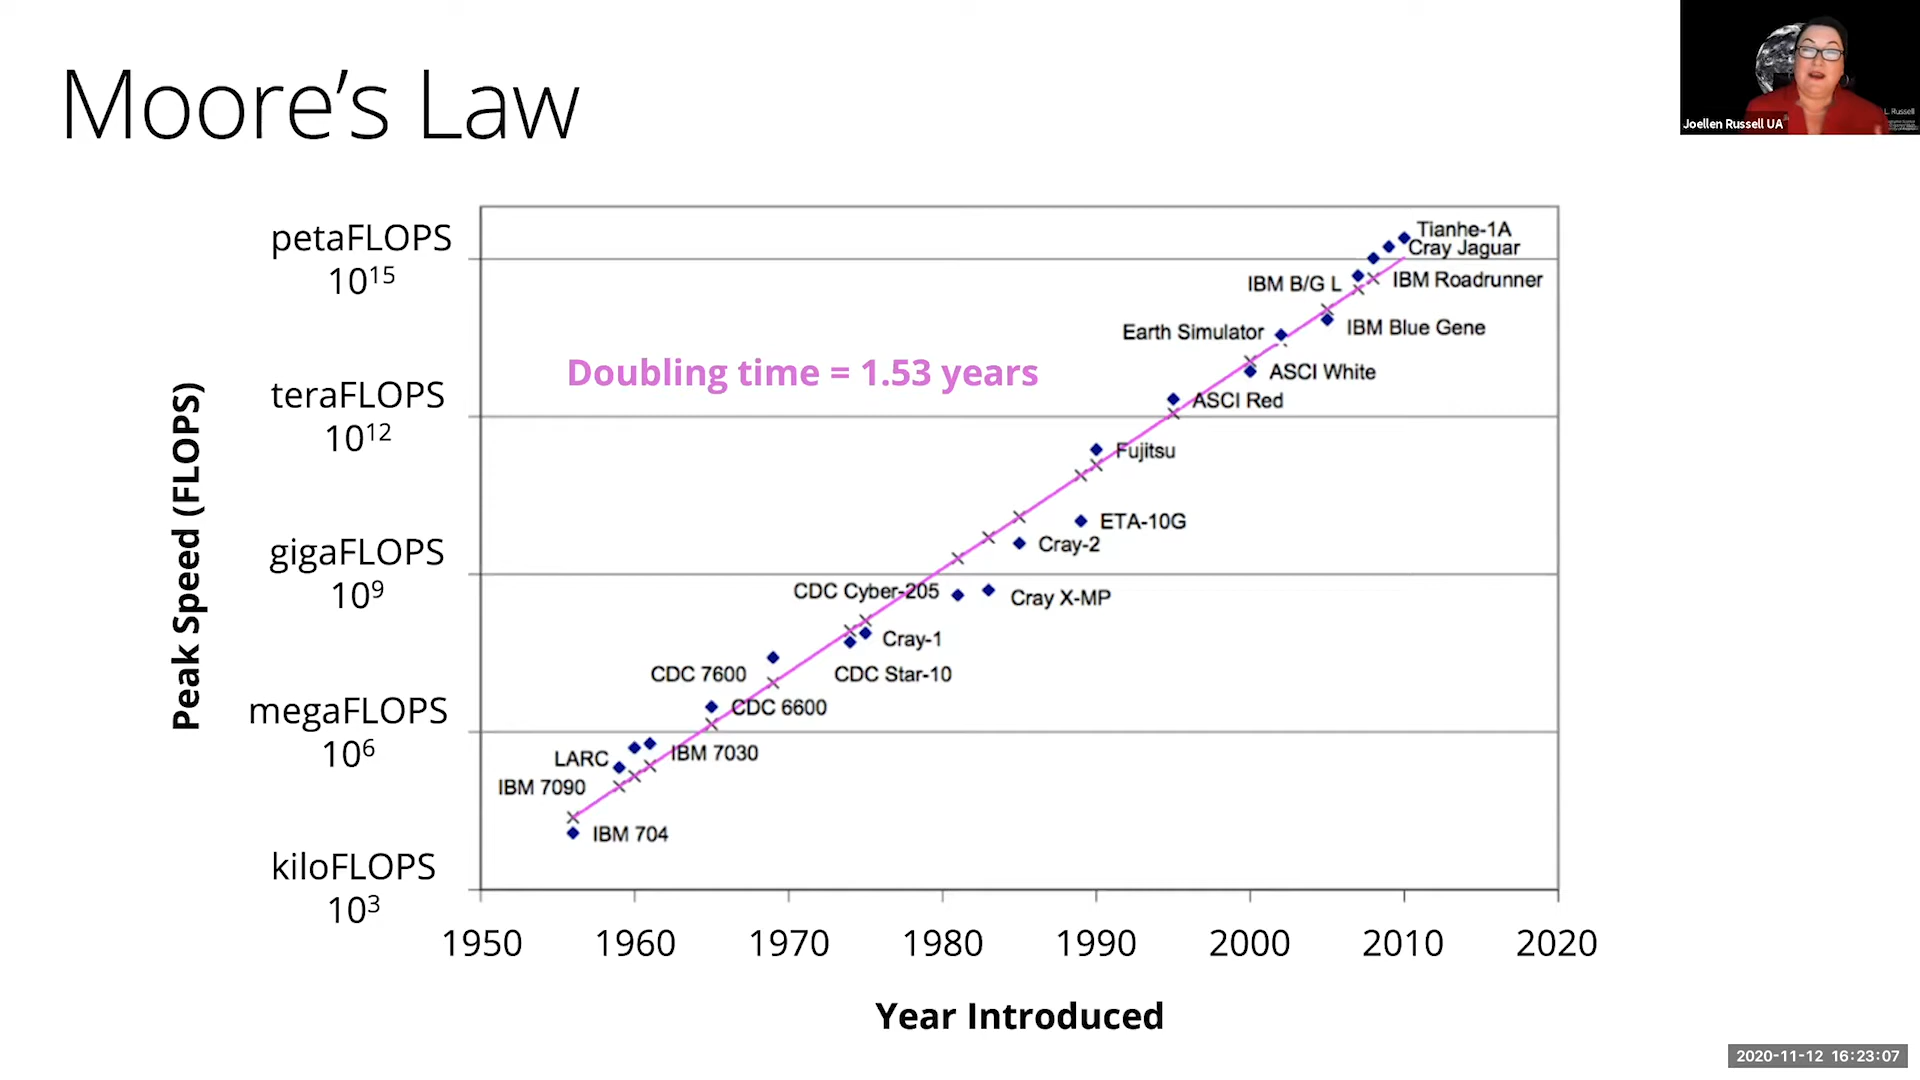 Moore's Law
Joellen Russell UA
L. Russell
petaFLOPS
10¹⁵
teraFLOPS
10¹²
gigaFLOPS
10⁹
megaFLOPS
10⁶
kiloFLOPS
10³
Peak Speed (FLOPS)
Doubling time = 1.53 years
Tianhe-1A
Cray Jaguar
IBM B/G L
IBM Roadrunner
Earth Simulator
IBM Blue Gene
ASCI White
ASCI Red
Fujitsu
ETA-10G
Cray-2
CDC Cyber-205
Cray X-MP
Cray-1
CDC 7600
CDC Star-10
CDC 6600
LARC
IBM 7030
IBM 7090
IBM 704
1950 1960 1970 1980 1990 2000 2010 2020
Year Introduced
2020-11-12 16:23:07